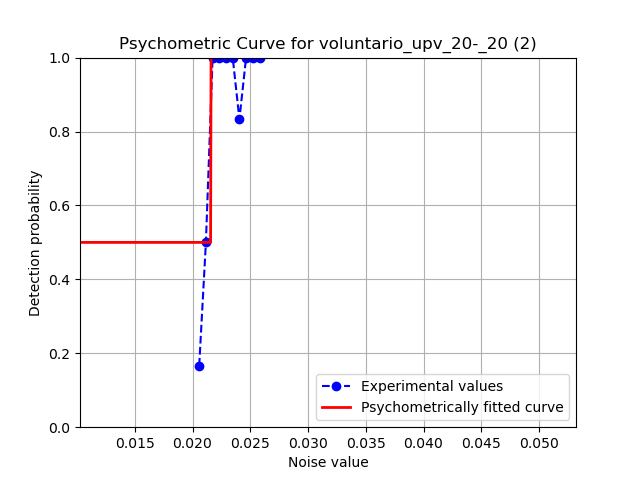 Psychometric Curve for voluntario_upv_20-_20 (2)
1.0
0.8
0.6
0.4
0.2
0.0
Detection probability
Experimental values
Psychometrically fitted curve
0.015 0.020 0.025 0.030 0.035 0.040 0.045 0.050
Noise value